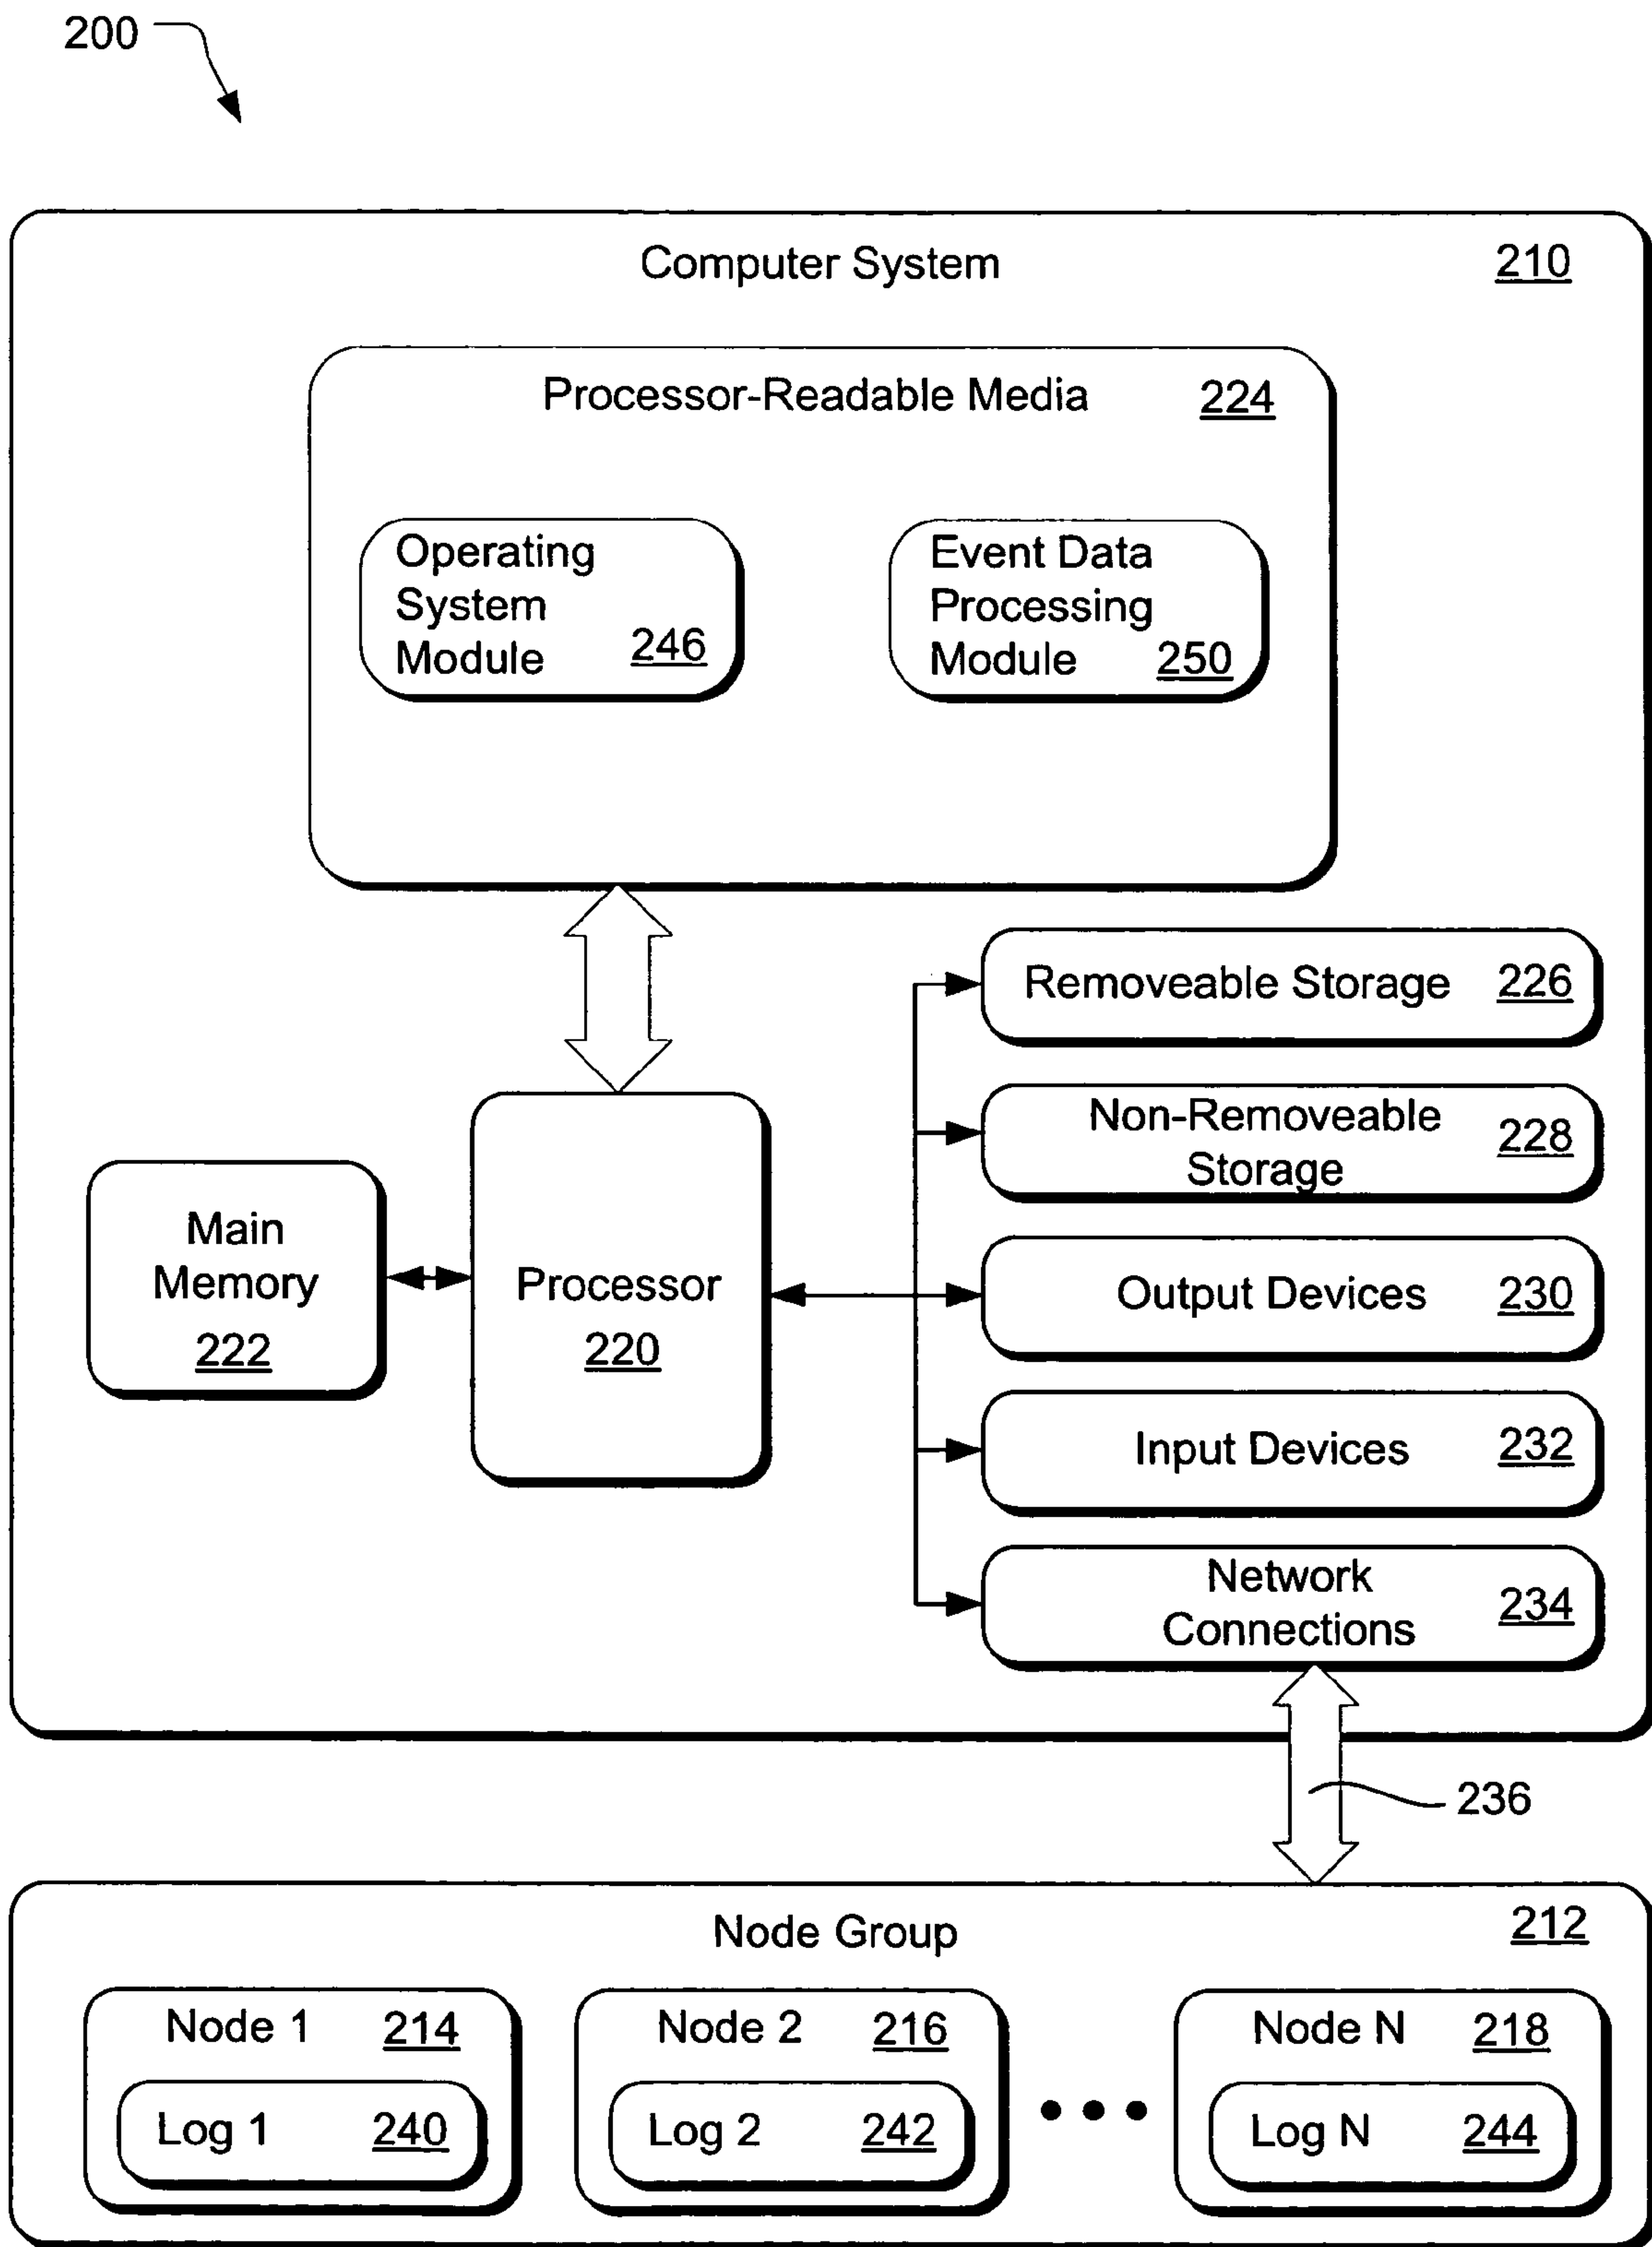 200
Computer System 210
Processor-Readable Media 224
Operating
System
Module 246
Event Data
Processing
Module 250
Removeable Storage 226
Non-Removeable
Storage 228
Main
Memory
222
Processor
220
Output Devices 230
Input Devices 232
Network
Connections 234
236
Node Group 212
Node 1 214
Log 1 240
Node 2 216
Log 2 242
Node N 218
Log N 244